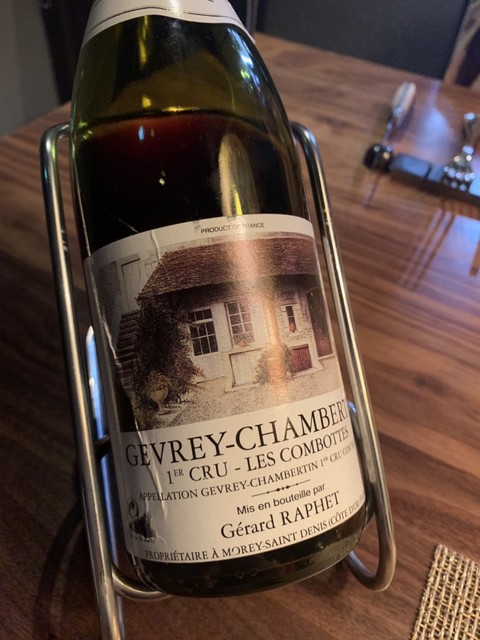 PRODUCT OF FRANCE
GEVREY-CHAMBERT
1ER CRU - LES COMBOTTES
APPELLATION GEVREY-CHAMBERTIN 1ER CRU
Mis en bouteille par
Gérard RAPHET
PROPRIÉTAIRE À MOREY-SAINT DENIS (CÔTE D'OR